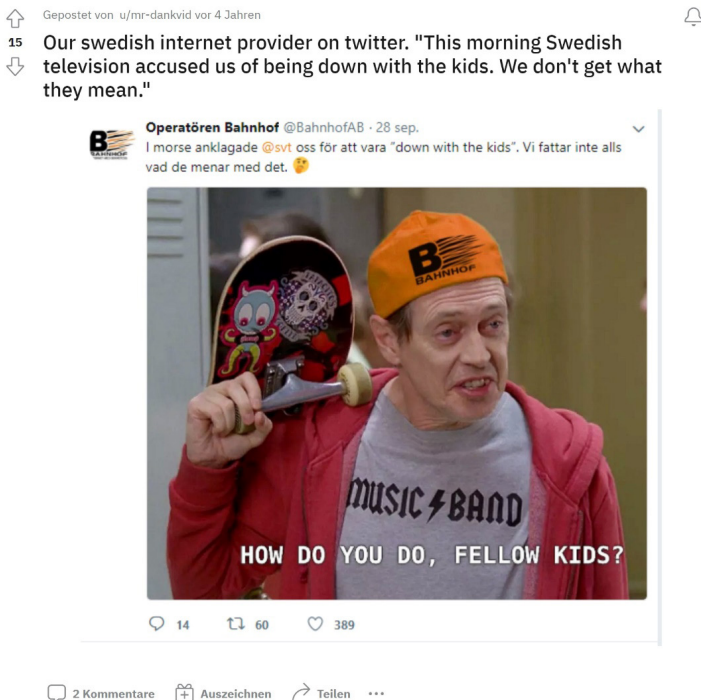 Gepostet von u/mr-dankvid vor 4 Jahren
15
Our swedish internet provider on twitter. "This morning Swedish
television accused us of being down with the kids. We don't get what
they mean."
B
BAHNHOF
Operatören Bahnhof @BahnhofAB · 28 sep.
I morse anklagade @svt oss för att vara "down with the kids". Vi fattar inte alls
vad de menar med det.
B
BAHNHOF
MUSIC BAND
HOW DO YOU DO, FELLOW KIDS?
14 60 389
2 Kommentare Auszeichnen Teilen ...